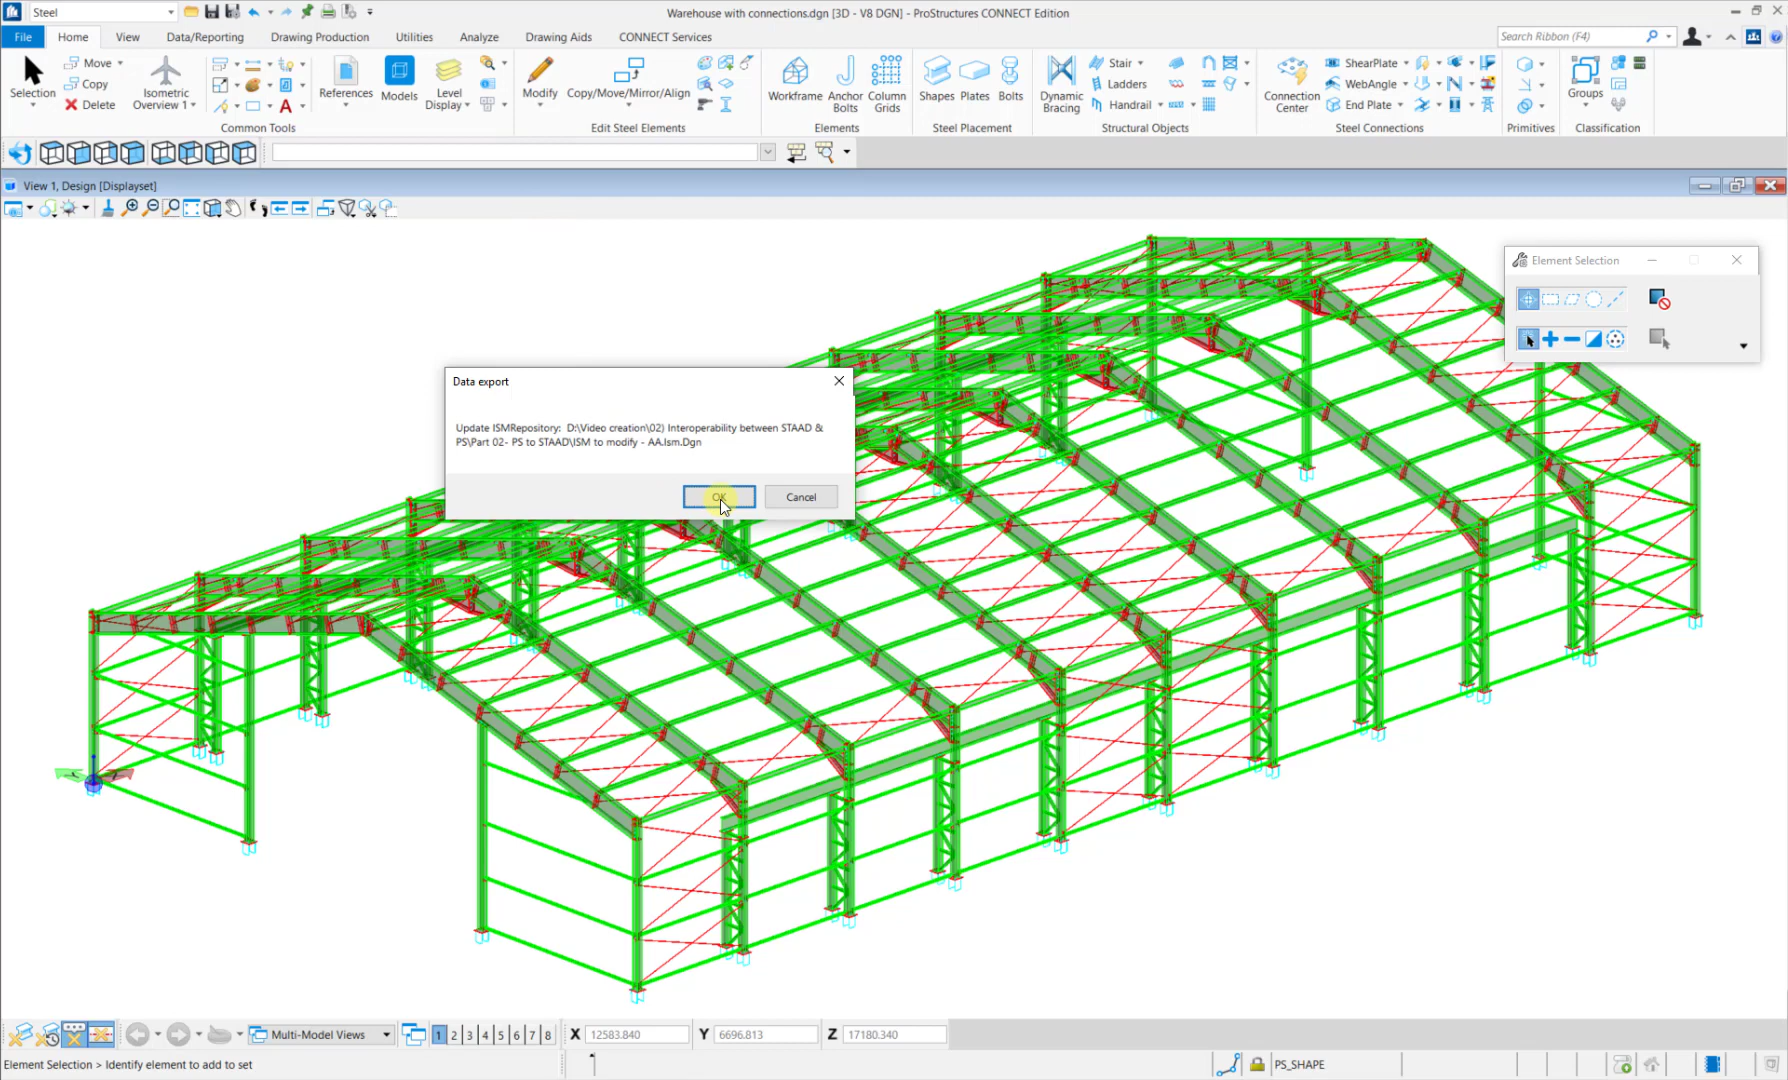 Steel
Warehouse with connections.dgn [3D - V8 DGN] - ProStructures CONNECT Edition
File
Home
View
Data/Reporting
Drawing Production
Utilities
Analyze
Drawing Aids
CONNECT Services
Search Ribbon (F4)
Selection
Move
Copy
Delete
Isometric
Overview 1
References
Models
Level
Display
Modify
Copy/Move/Mirror/Align
Workframe
Anchor
Bolts
Column
Grids
Shapes
Plates
Bolts
Dynamic
Bracing
Stair
Ladders
Handrail
Connection
Center
ShearPlate
WebAngle
End Plate
Groups
Common Tools
Edit Steel Elements
Elements
Steel Placement
Structural Objects
Steel Connections
Primitives
Classification
View 1, Design [Displayset]
Element Selection
Data export
Update ISMRepository: D:\Video creation\02) Interoperability between STAAD &
PS\Part 02- PS to STAAD\ISM to modify - AA.Ism.Dgn
OK
Cancel
Multi-Model Views
1 2 3 4 5 6 7 8
X 12583.840
Y 6696.813
Z 17180.340
Element Selection > Identify element to add to set
PS_SHAPE